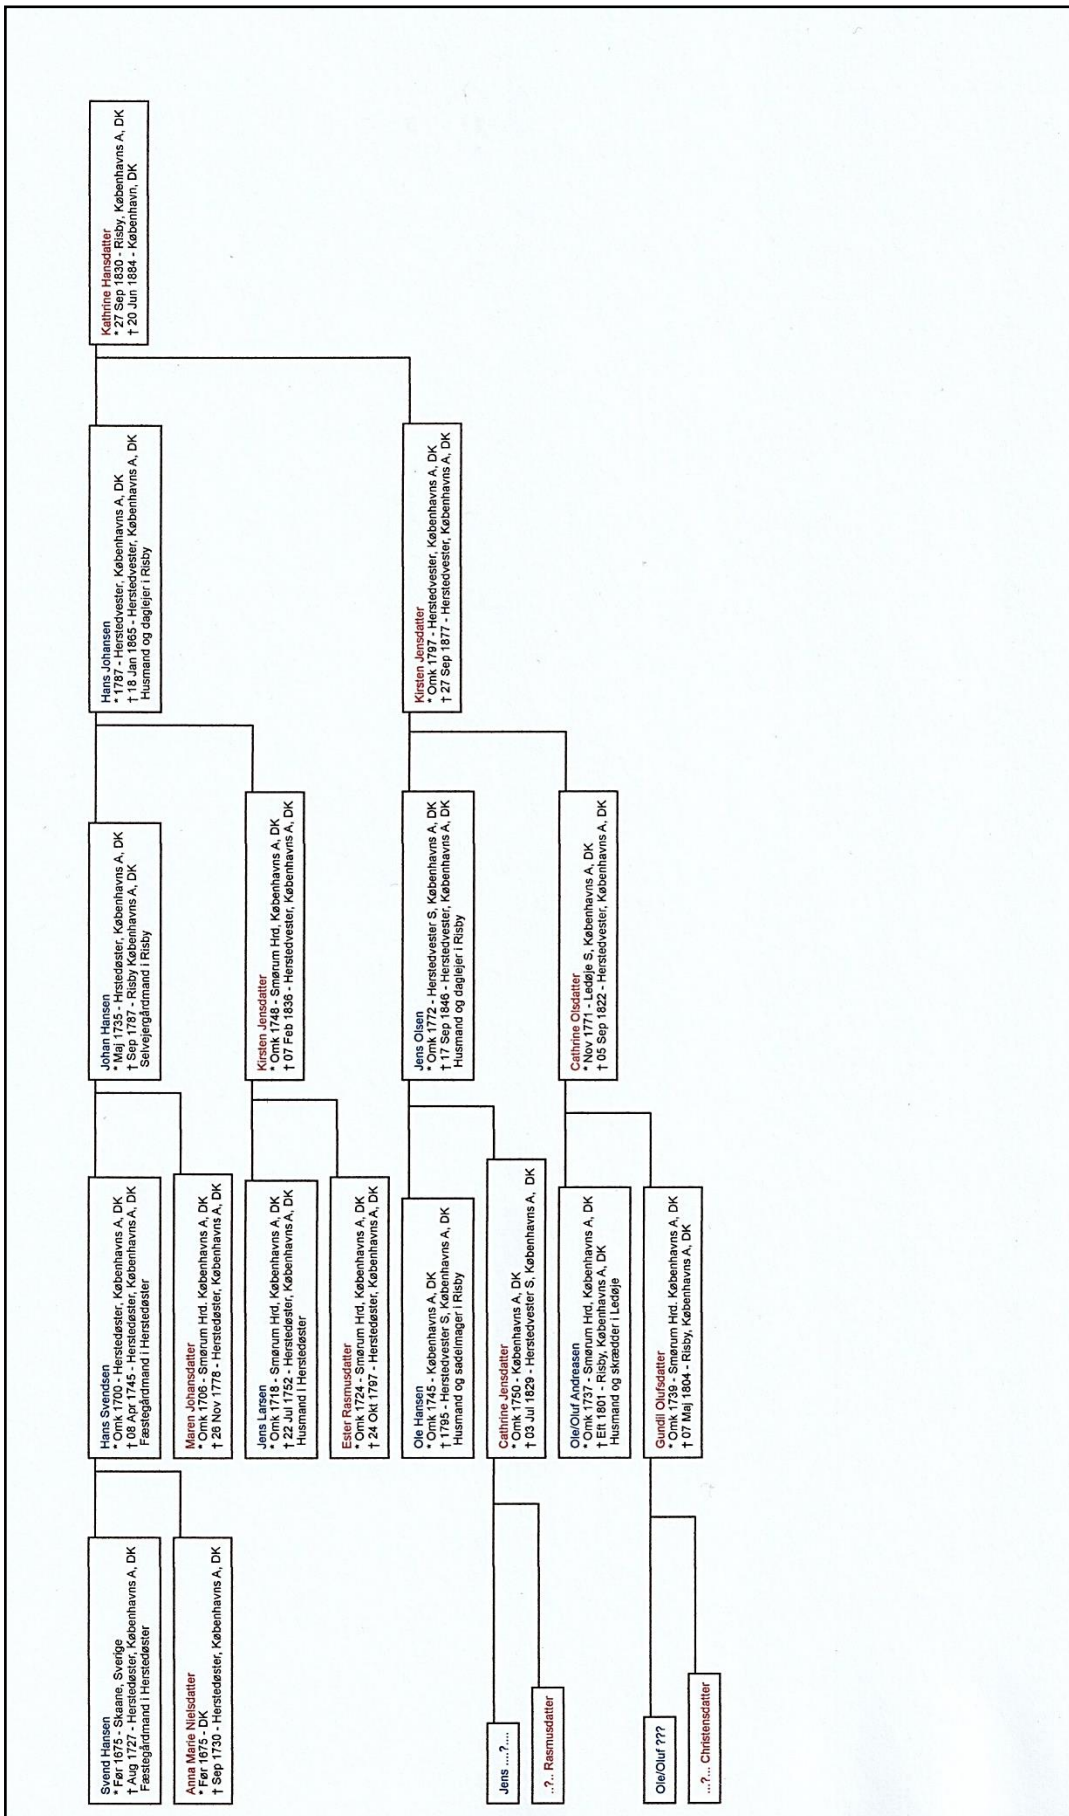 Svend Hansen
* Før 1675 - Skaane, Sverige
† Aug 1727 - Herstedøster, Københavns A, DK
Fæstegårdmand i Herstedøster
Anna Marie Nielsdatter
* Før 1675 - DK
† Sep 1730 - Herstedøster, Københavns A, DK
Jens ....?....
..?.. Rasmusdatter
Ole/Oluf ???
...?... Christensdatter
Hans Svendsen
* Omk 1700 - Herstedøster, Københavns A, DK
† 08 Apr 1745 - Herstedøster, Københavns A, DK
Fæstegårdmand i Herstedøster
Maren Johansdatter
* Omk 1706 - Smørum Hrd. Københavns A, DK
† 26 Nov 1778 - Herstedøster, Københavns A, DK
Jens Larsen
* Omk 1718 - Smørum Hrd, Københavns A, DK
† 22 Jul 1752 - Herstedøster, Københavns A, DK
Husmand i Herstedøster
Ester Rasmusdatter
* Omk 1724 - Smørum Hrd, Københavns A, DK
† 24 Okt 1797 - Herstedøster, Københavns A, DK
Ole Hansen
* Omk 1745 - Københavns A, DK
† 1795 - Herstedvester S, Københavns A, DK
Husmand og sadelmager i Risby
Cathrine Jensdatter
* Omk 1750 - Københavns A, DK
† 03 Jul 1829 - Herstedvester S, Københavns A, DK
Ole/Oluf Andreasen
* Omk 1737 - Smørum Hrd, Københavns A, DK
† Eft 1801 - Risby, Københavns A, DK
Husmand og skrædder i Ledøje
Gundil Olufsdatter
* Omk 1739 - Smørum Hrd. Københavns A, DK
† 07 Maj 1804 - Risby, Københavns A, DK
Johan Hansen
* Maj 1735 - Hrstedøster, Københavns A, DK
† Sep 1787 - Risby Københavns A, DK
Selvejergårdmand i Risby
Kirsten Jensdatter
* Omk 1748 - Smørum Hrd, Københavns A, DK
† 07 Feb 1836 - Herstedvester, Københavns A, DK
Jens Olsen
* Omk 1772 - Herstedvester S, Københavns A, DK
† 17 Sep 1846 - Herstedvester, Københavns A, DK
Husmand og daglejer i Risby
Cathrine Olsdatter
* Nov 1771 - Ledøje S, Københavns A, DK
† 05 Sep 1822 - Herstedvester, Københavns A, DK
Hans Johansen
* 1787 - Herstedvester, Københavns A, DK
† 18 Jan 1865 - Herstedvester, Københavns A, DK
Husmand og daglejer i Risby
Kirsten Jensdatter
* Omk 1797 - Herstedvester, Københavns A, DK
† 27 Sep 1877 - Herstedvester, Københavns A, DK
Kathrine Hansdatter
* 27 Sep 1830 - Risby, Københavns A, DK
† 20 Jun 1884 - København, DK